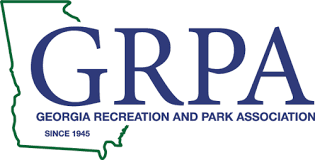 GRPA
GEORGIA RECREATION AND PARK ASSOCIATION
SINCE 1945